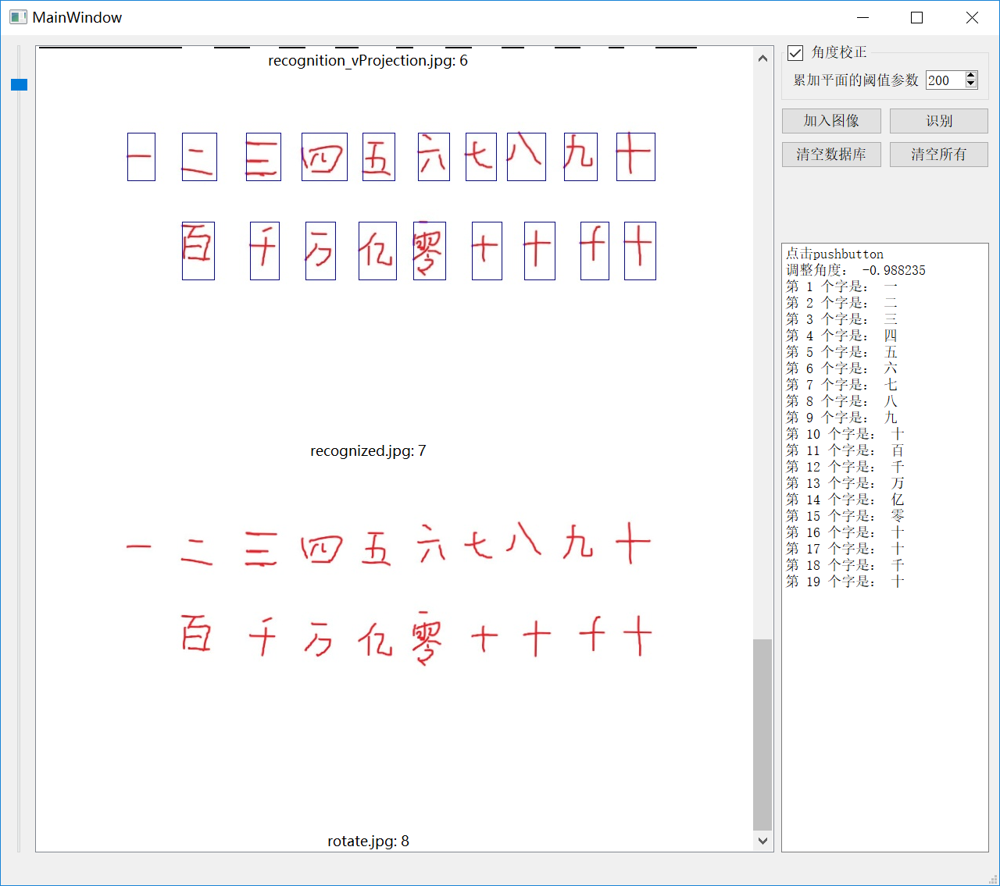 MainWindow
recognition_vProjection.jpg: 6
一 二 三 四 五 六 七 八 九 十
百 千 万 亿 零 十 十 f 十
recognized.jpg: 7
一 二 三 四 五 六 七 八 九 十
百 千 万 亿 零 十 十 f 十
rotate.jpg: 8
角度校正
累加平面的阈值参数 200
加入图像 识别
清空数据库 清空所有
点击pushbutton
调整角度: -0.988235
第 1 个字是: 一
第 2 个字是: 二
第 3 个字是: 三
第 4 个字是: 四
第 5 个字是: 五
第 6 个字是: 六
第 7 个字是: 七
第 8 个字是: 八
第 9 个字是: 九
第 10 个字是: 十
第 11 个字是: 百
第 12 个字是: 千
第 13 个字是: 万
第 14 个字是: 亿
第 15 个字是: 零
第 16 个字是: 十
第 17 个字是: 十
第 18 个字是: 千
第 19 个字是: 十